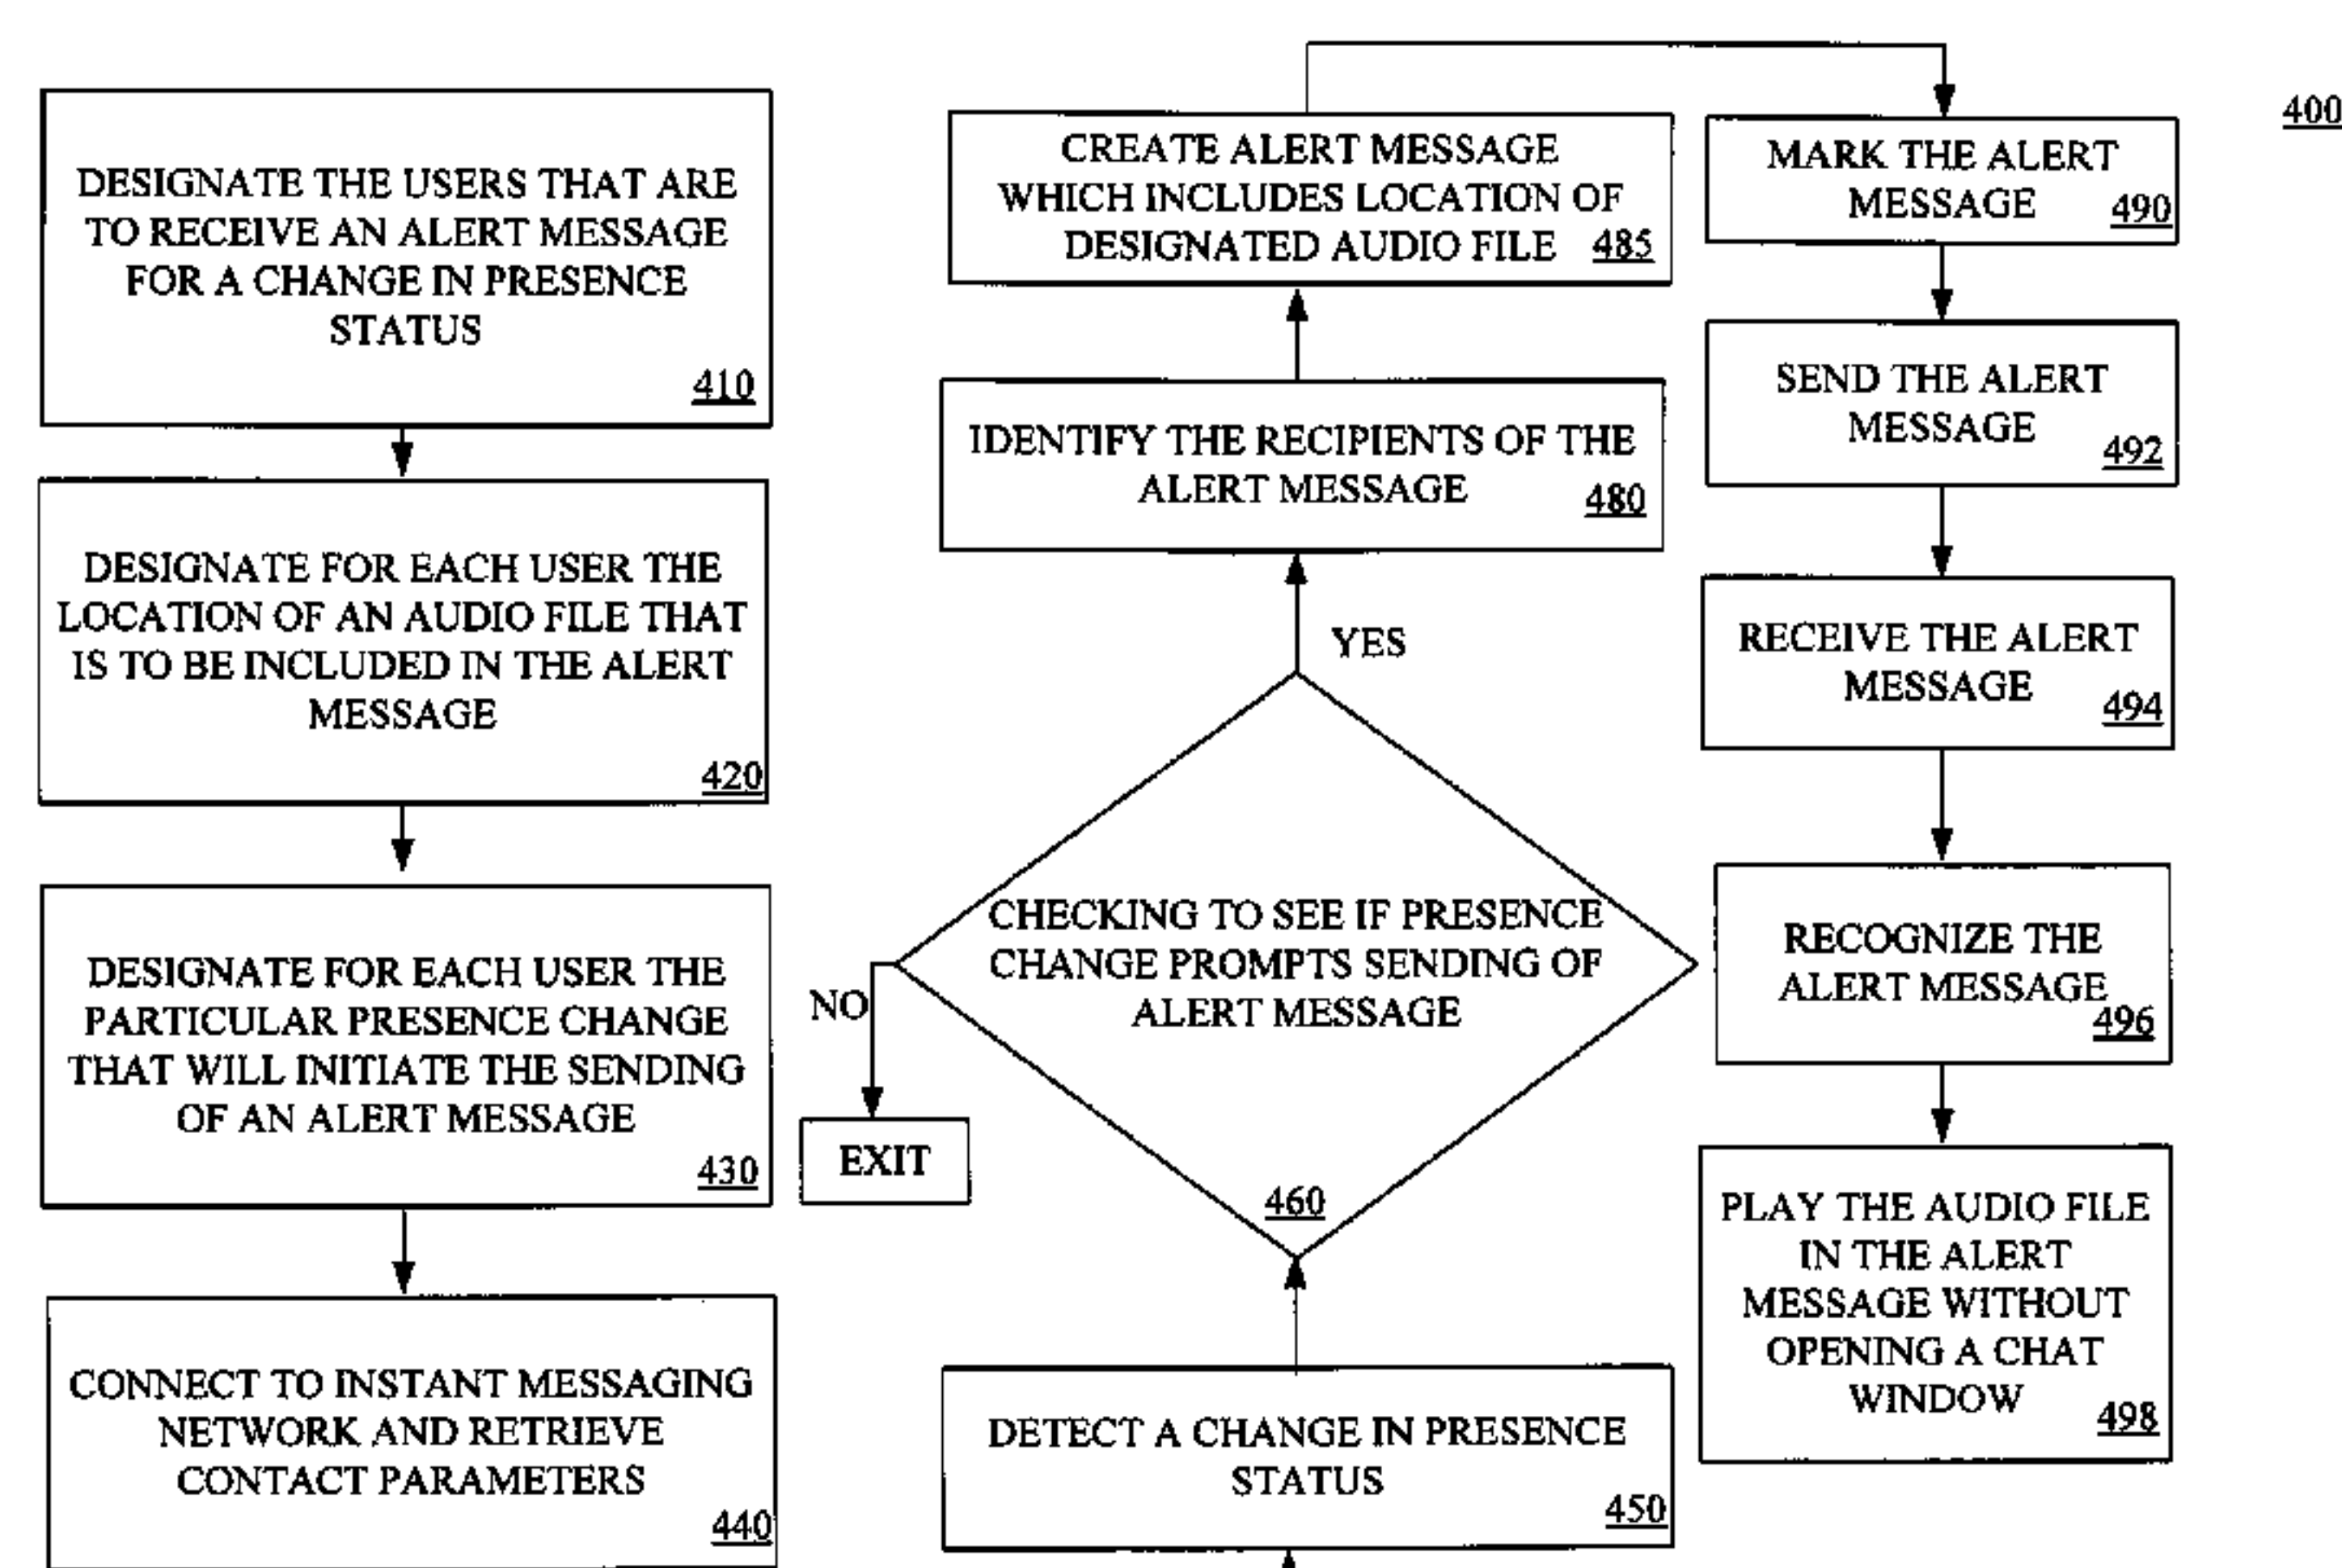 DESIGNATE THE USERS THAT ARE
TO RECEIVE AN ALERT MESSAGE
FOR A CHANGE IN PRESENCE
STATUS
410
DESIGNATE FOR EACH USER THE
LOCATION OF AN AUDIO FILE THAT
IS TO BE INCLUDED IN THE ALERT
MESSAGE
420
DESIGNATE FOR EACH USER THE
PARTICULAR PRESENCE CHANGE
THAT WILL INITIATE THE SENDING
OF AN ALERT MESSAGE
430
CONNECT TO INSTANT MESSAGING
NETWORK AND RETRIEVE
CONTACT PARAMETERS
440
DETECT A CHANGE IN PRESENCE
STATUS
450
CHECKING TO SEE IF PRESENCE
CHANGE PROMPTS SENDING OF
ALERT MESSAGE
460
NO
EXIT
YES
IDENTIFY THE RECIPIENTS OF THE
ALERT MESSAGE
480
CREATE ALERT MESSAGE
WHICH INCLUDES LOCATION OF
DESIGNATED AUDIO FILE 485
MARK THE ALERT
MESSAGE 490
SEND THE ALERT
MESSAGE
492
RECEIVE THE ALERT
MESSAGE
494
RECOGNIZE THE
ALERT MESSAGE
496
PLAY THE AUDIO FILE
IN THE ALERT
MESSAGE WITHOUT
OPENING A CHAT
WINDOW
498
400